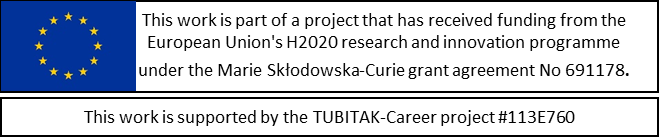 This work is part of a project that has received funding from the
European Union's H2020 research and innovation programme
under the Marie Skłodowska-Curie grant agreement No 691178.
This work is supported by the TUBITAK-Career project #113E760